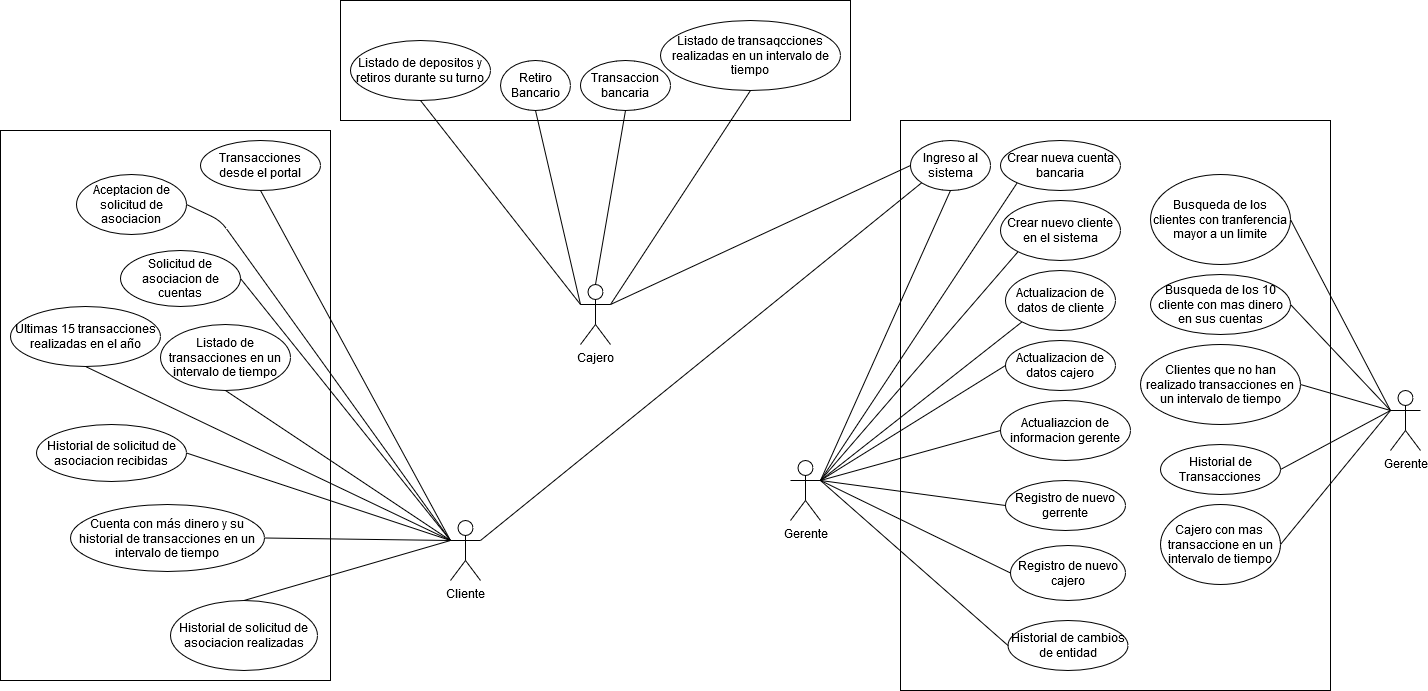 Listado de depositos y
retiros durante su turno
Retiro
Bancario
Transaccion
bancaria
Listado de transaqcciones
realizadas en un intervalo de
tiempo
Cajero
Transacciones
desde el portal
Aceptacion de
solicitud de
asociacion
Solicitud de
asociacion de
cuentas
Ultimas 15 transacciones
realizadas en el año
Listado de
transacciones en un
intervalo de tiempo
Historial de solicitud de
asociacion recibidas
Cuenta con más dinero y su
historial de transacciones en un
intervalo de tiempo
Historial de solicitud de
asociacion realizadas
Cliente
Ingreso al
sistema
Crear nueva cuenta
bancaria
Crear nuevo cliente
en el sistema
Actualizacion de
datos de cliente
Actualizacion de
datos cajero
Actualiazcion de
informacion gerente
Registro de nuevo
gerrente
Registro de nuevo
cajero
Historial de cambios
de entidad
Gerente
Busqueda de los
clientes con tranferencia
mayor a un limite
Busqueda de los 10
cliente con mas dinero
en sus cuentas
Clientes que no han
realizado transacciones en
un intervalo de tiempo
Historial de
Transacciones
Cajero con mas
transaccione en un
intervalo de tiempo
Gerente